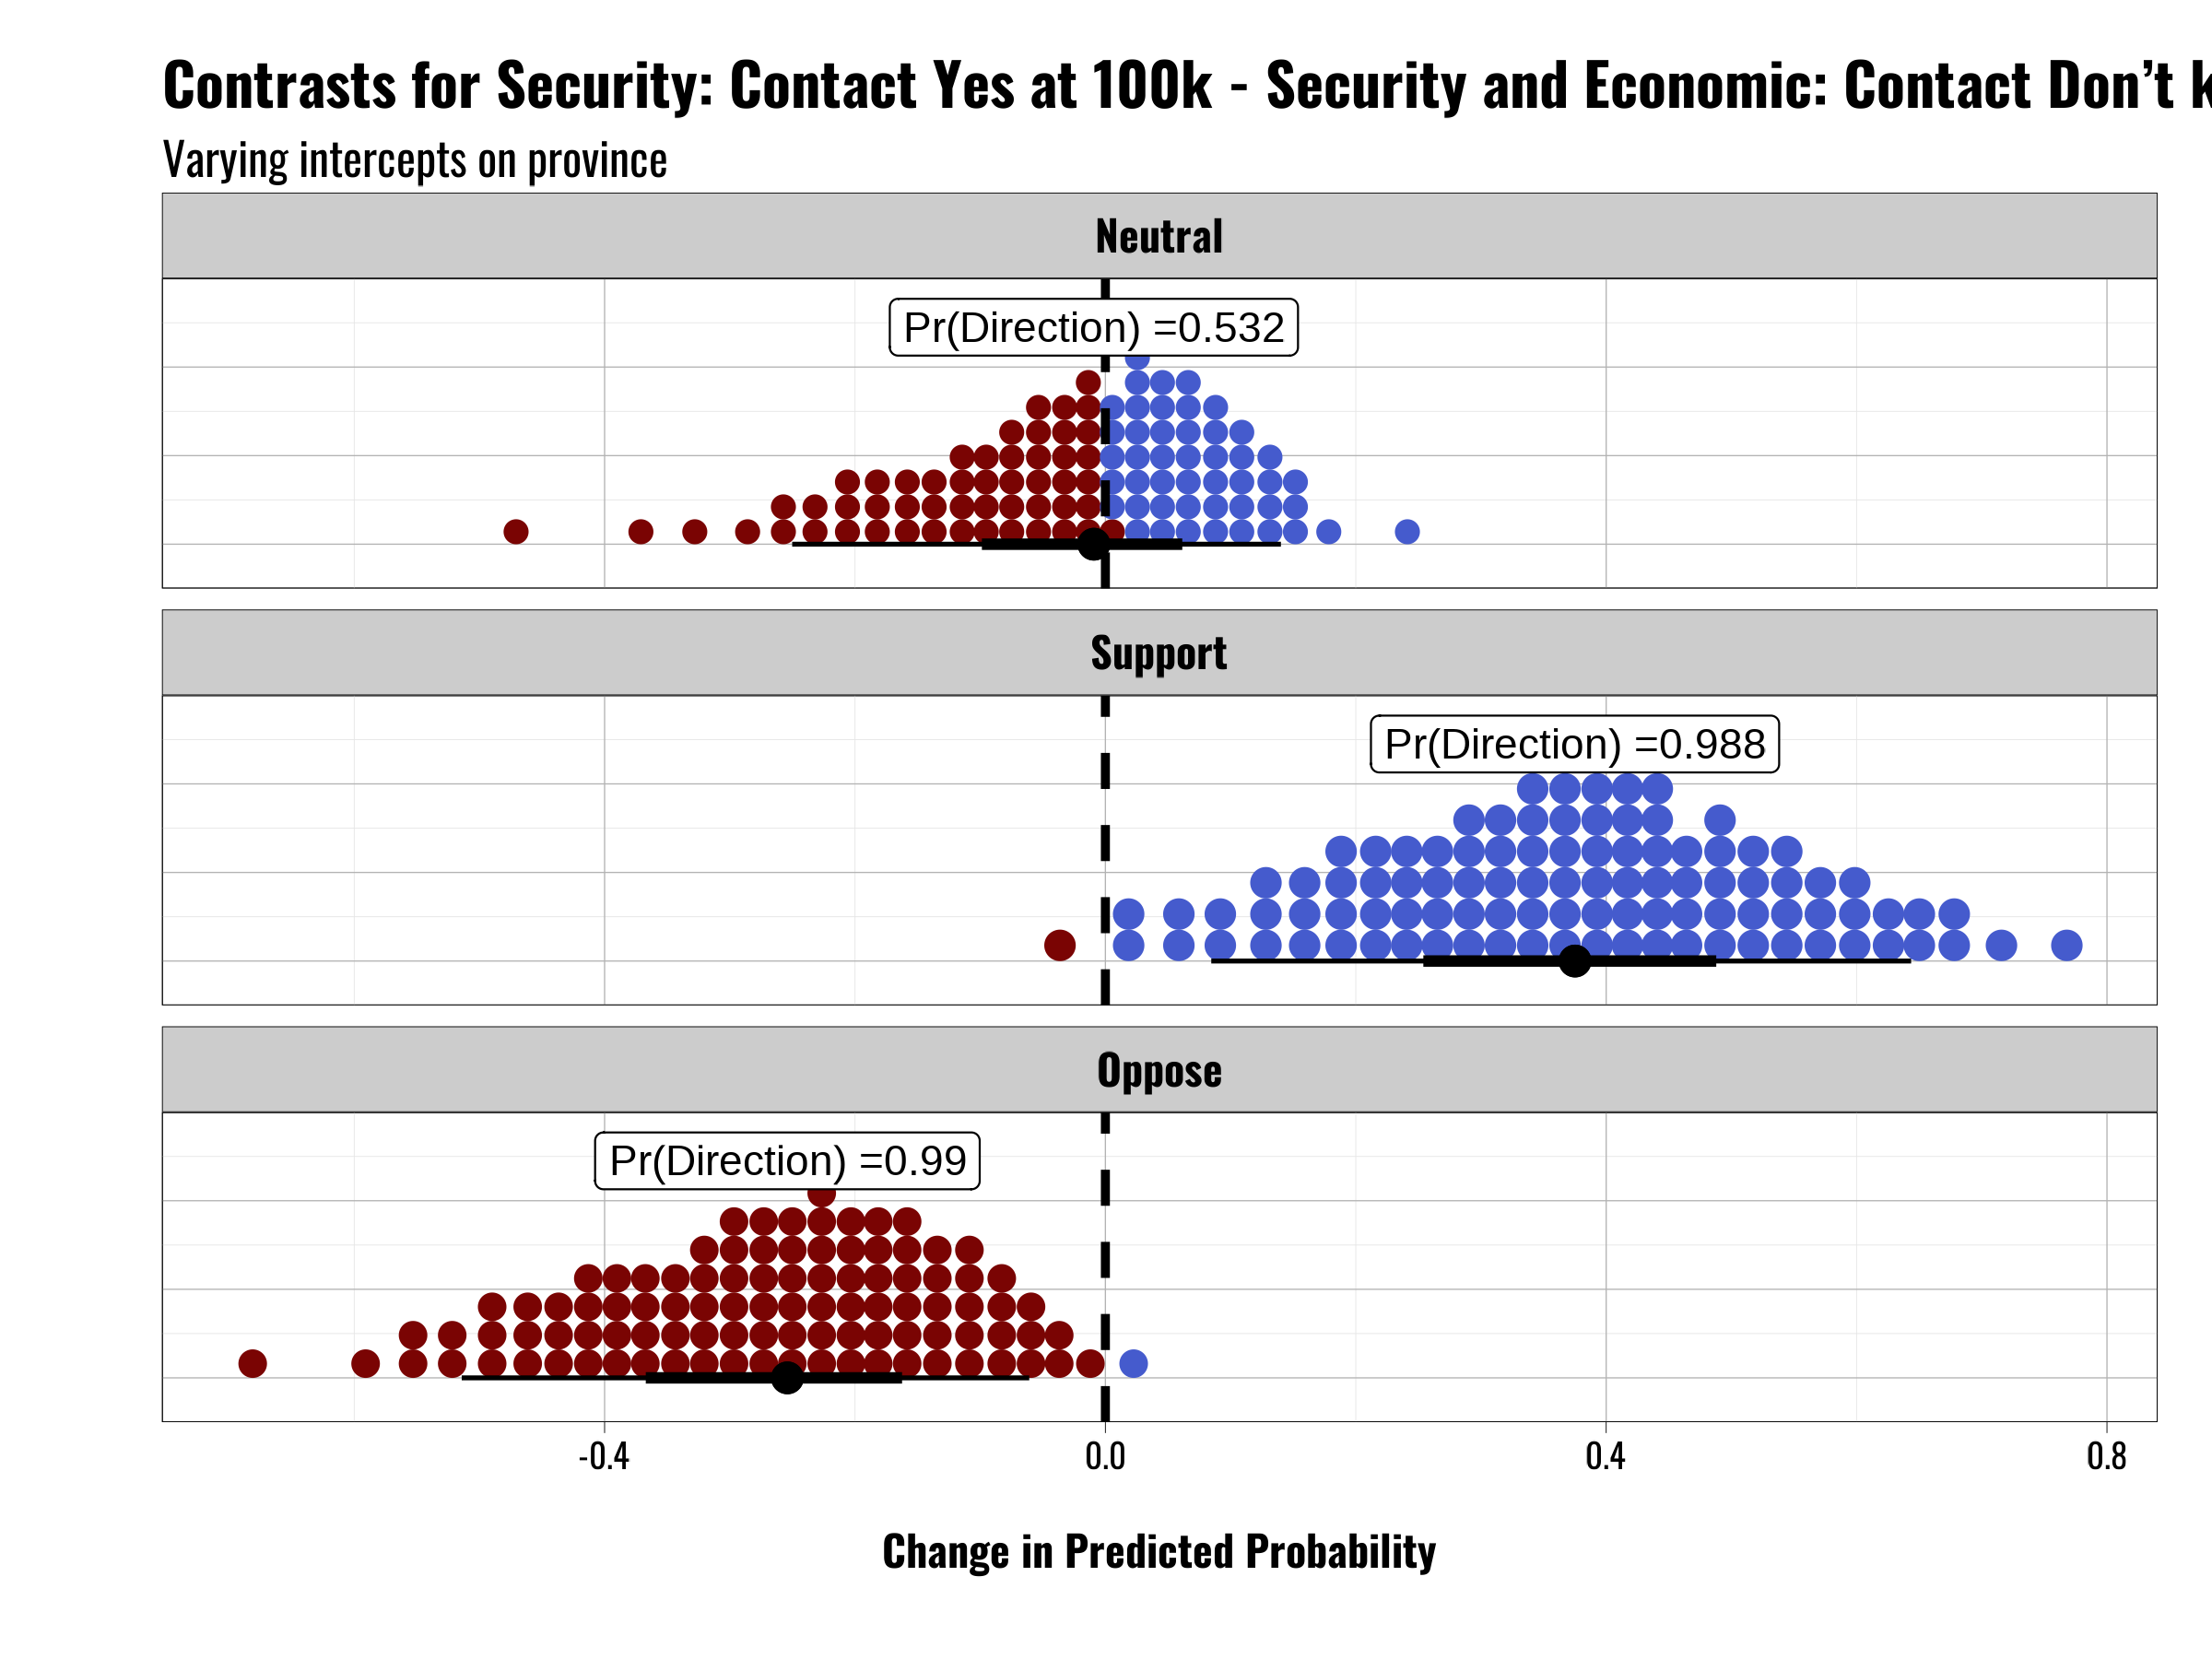 Contrasts for Security: Contact Yes at 100k - Security and Economic: Contact Don’t
Varying intercepts on province
Neutral
Pr(Direction) =0.532
Support
Pr(Direction) =0.988
Oppose
Pr(Direction) =0.99
-0.4 0.0 0.4 0.8
Change in Predicted Probability